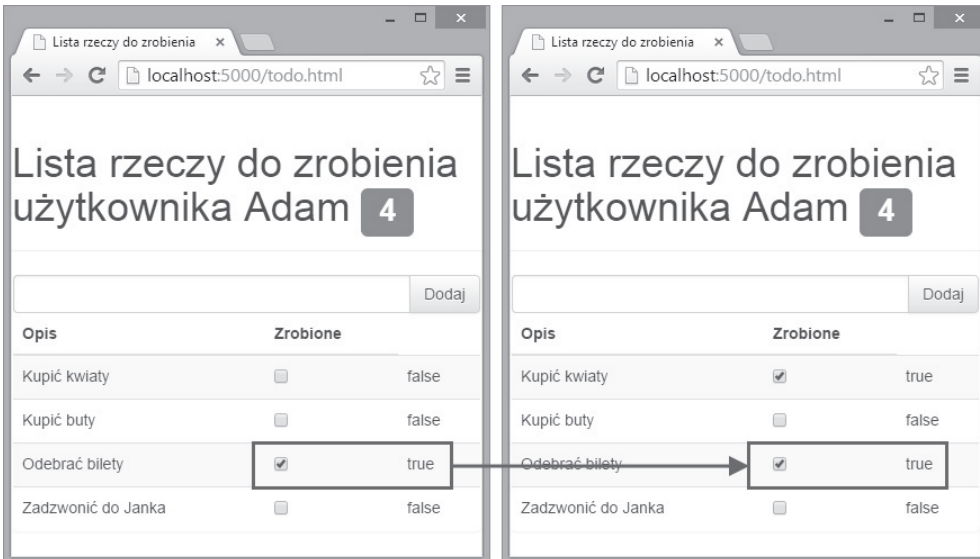 Lista rzeczy do zrobienia
localhost:5000/todo.html
Lista rzeczy do zrobienia
użytkownika Adam 4
Dodaj
Opis Zrobione
Kupić kwiaty false
Kupić buty false
Odebrać bilety true
Zadzwonić do Janka false
Lista rzeczy do zrobienia
localhost:5000/todo.html
Lista rzeczy do zrobienia
użytkownika Adam 4
Dodaj
Opis Zrobione
Kupić kwiaty true
Kupić buty false
Odebrać bilety true
Zadzwonić do Janka false